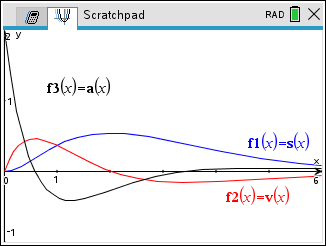 Scratchpad RAD
2 y
f3(x)=a(x)
1
f1(x)=s(x)
x
0 1 6
f2(x)=v(x)
-1